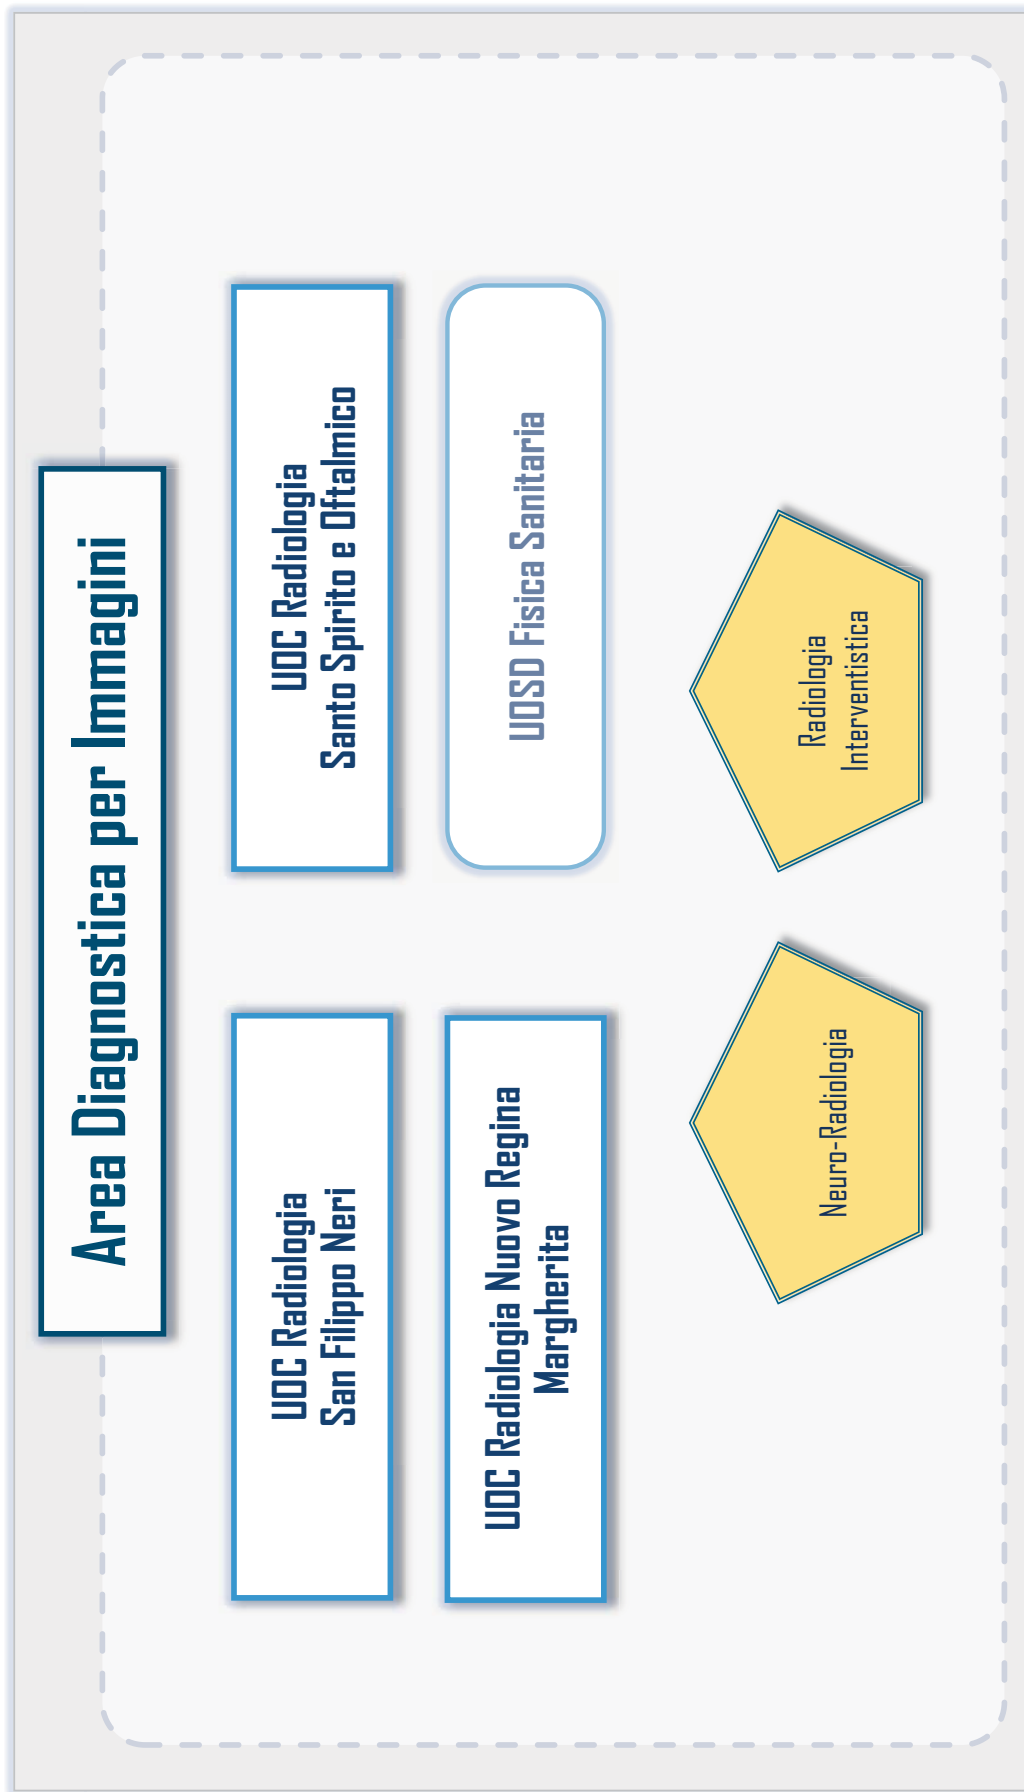 Area Diagnostica per Immagini
UOC Radiologia
San Filippo Neri
UOC Radiologia
Santo Spirito e Oftalmico
UOC Radiologia Nuovo Regina
Margherita
UOSD Fisica Sanitaria
Neuro-Radiologia
Radiologia
Interventistica